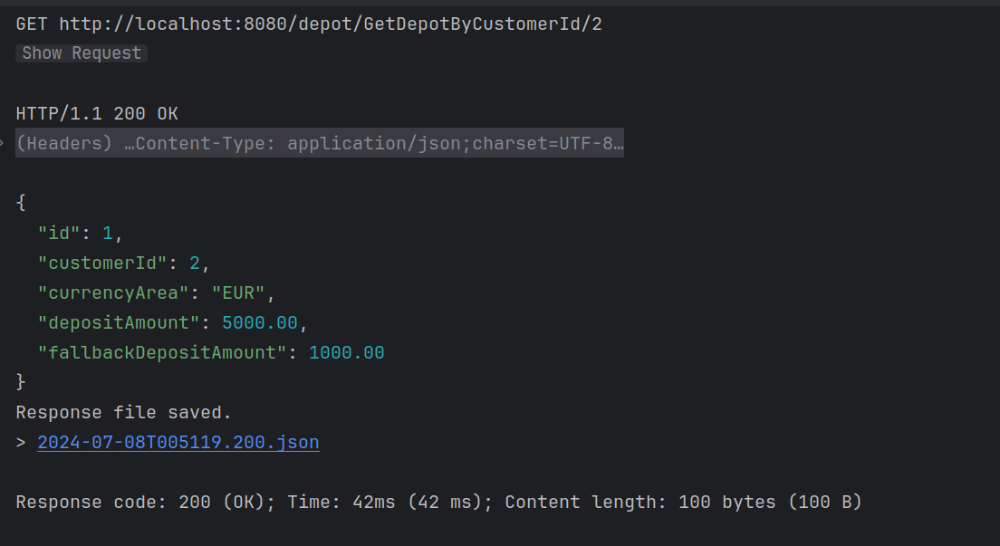 GET http://localhost:8080/depot/GetDepotByCustomerId/2
Show Request
HTTP/1.1 200 OK
(Headers) …Content-Type: application/json;charset=UTF-8…
{
  "id": 1,
  "customerId": 2,
  "currencyArea": "EUR",
  "depositAmount": 5000.00,
  "fallbackDepositAmount": 1000.00
}
Response file saved.
> 2024-07-08T005119.200.json
Response code: 200 (OK); Time: 42ms (42 ms); Content length: 100 bytes (100 B)